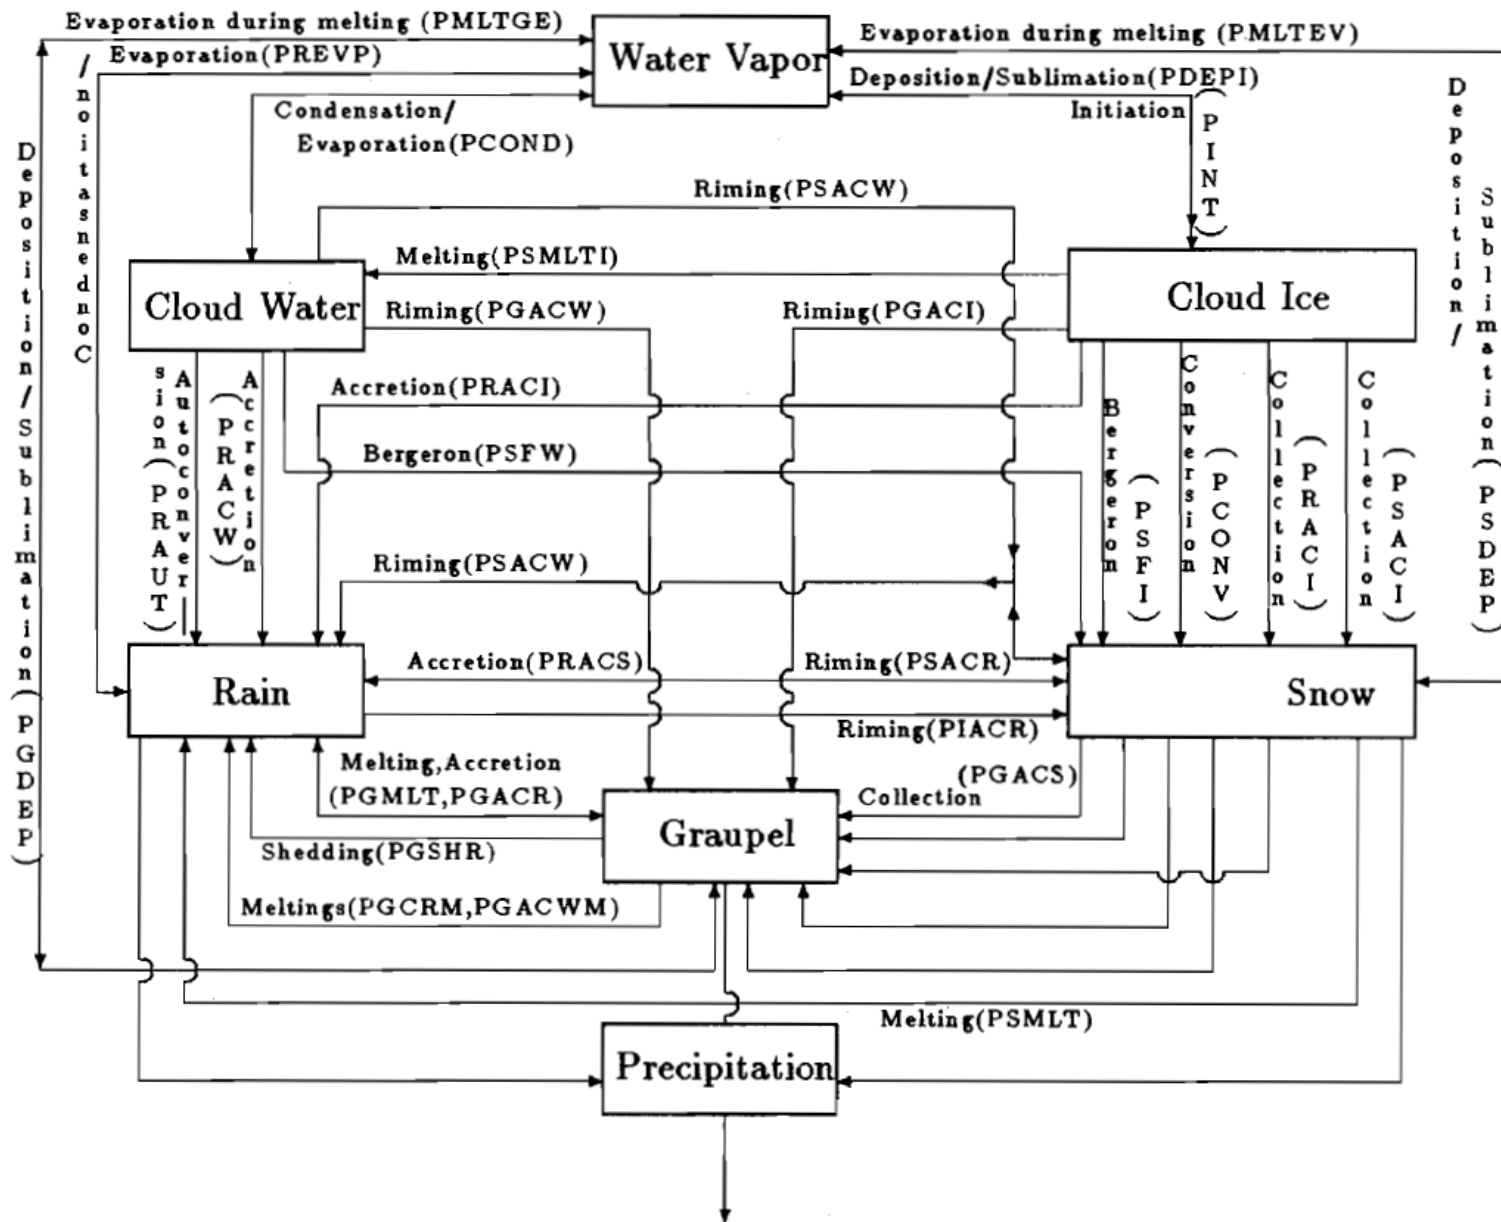 Evaporation during melting (PMLTGE)
Evaporation(PREVP)
Water Vapor
Evaporation during melting (PMLTEV)
Deposition/Sublimation(PDEPI)
Initiation
(PINT)
Condensation/
Evaporation(PCOND)
Condensation/
Deposition/Sublimation(PGDEP)
Deposition/
Sublimation(PSDEP)
Riming(PSACW)
Melting(PSMLTI)
Cloud Water
Cloud Ice
Riming(PGACW)
Riming(PGACI)
Accretion(PRACI)
Bergeron(PSFW)
Autoconver-
sion(PRAUT)
Accretion
(PRACW)
Bergeron
(PSFI)
Conversion
(PCONV)
Collection
(PRACI)
Collection
(PSACI)
Riming(PSACW)
Rain
Accretion(PRACS)
Riming(PSACR)
Snow
Riming(PIACR)
Melting,Accretion
(PGMLT,PGACR)
(PGACS)
Collection
Graupel
Shedding(PGSHR)
Meltings(PGCRM,PGACWM)
Melting(PSMLT)
Precipitation